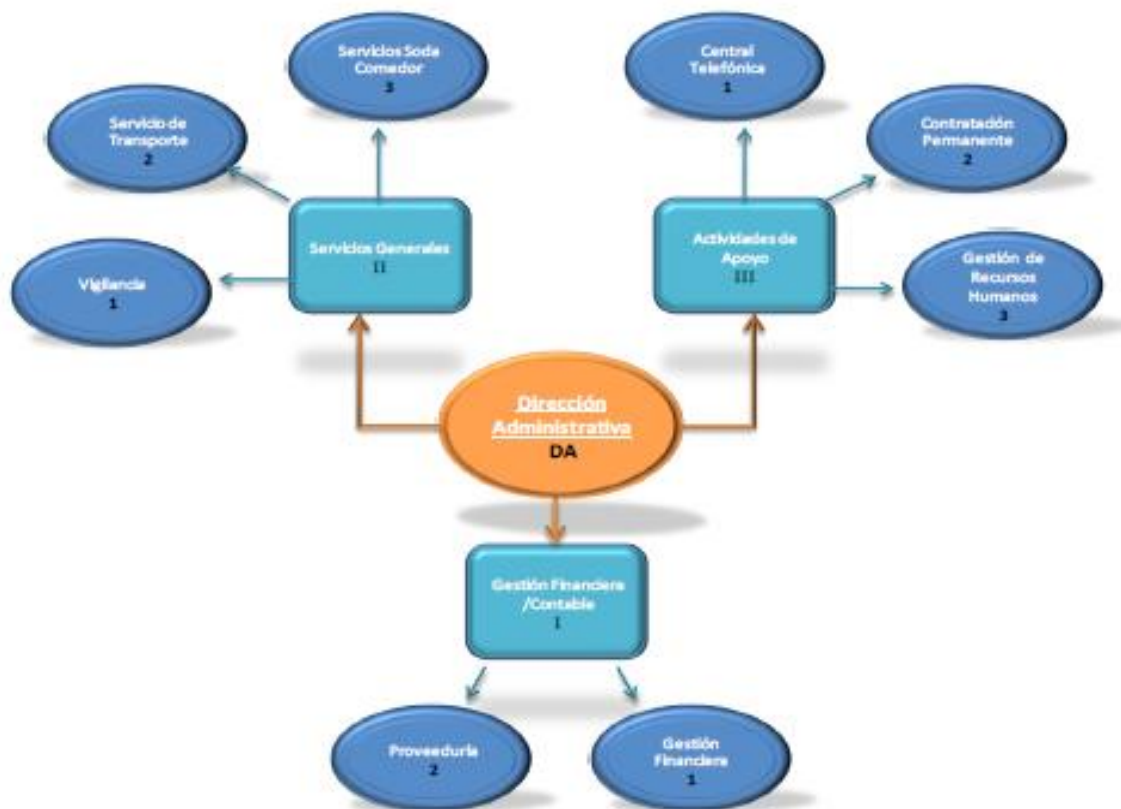 Servicios Soda
Comedor
3
Central
Telefónica
1
Servicio de
Transporte
2
Contratación
Permanente
2
Servicios Generales
II
Actividades de
Apoyo
III
Vigilancia
1
Gestión de
Recursos
Humanos
3
Dirección
Administrativa
DA
Gestión Financiera
/Contable
I
Proveeduría
2
Gestión
Financiera
1